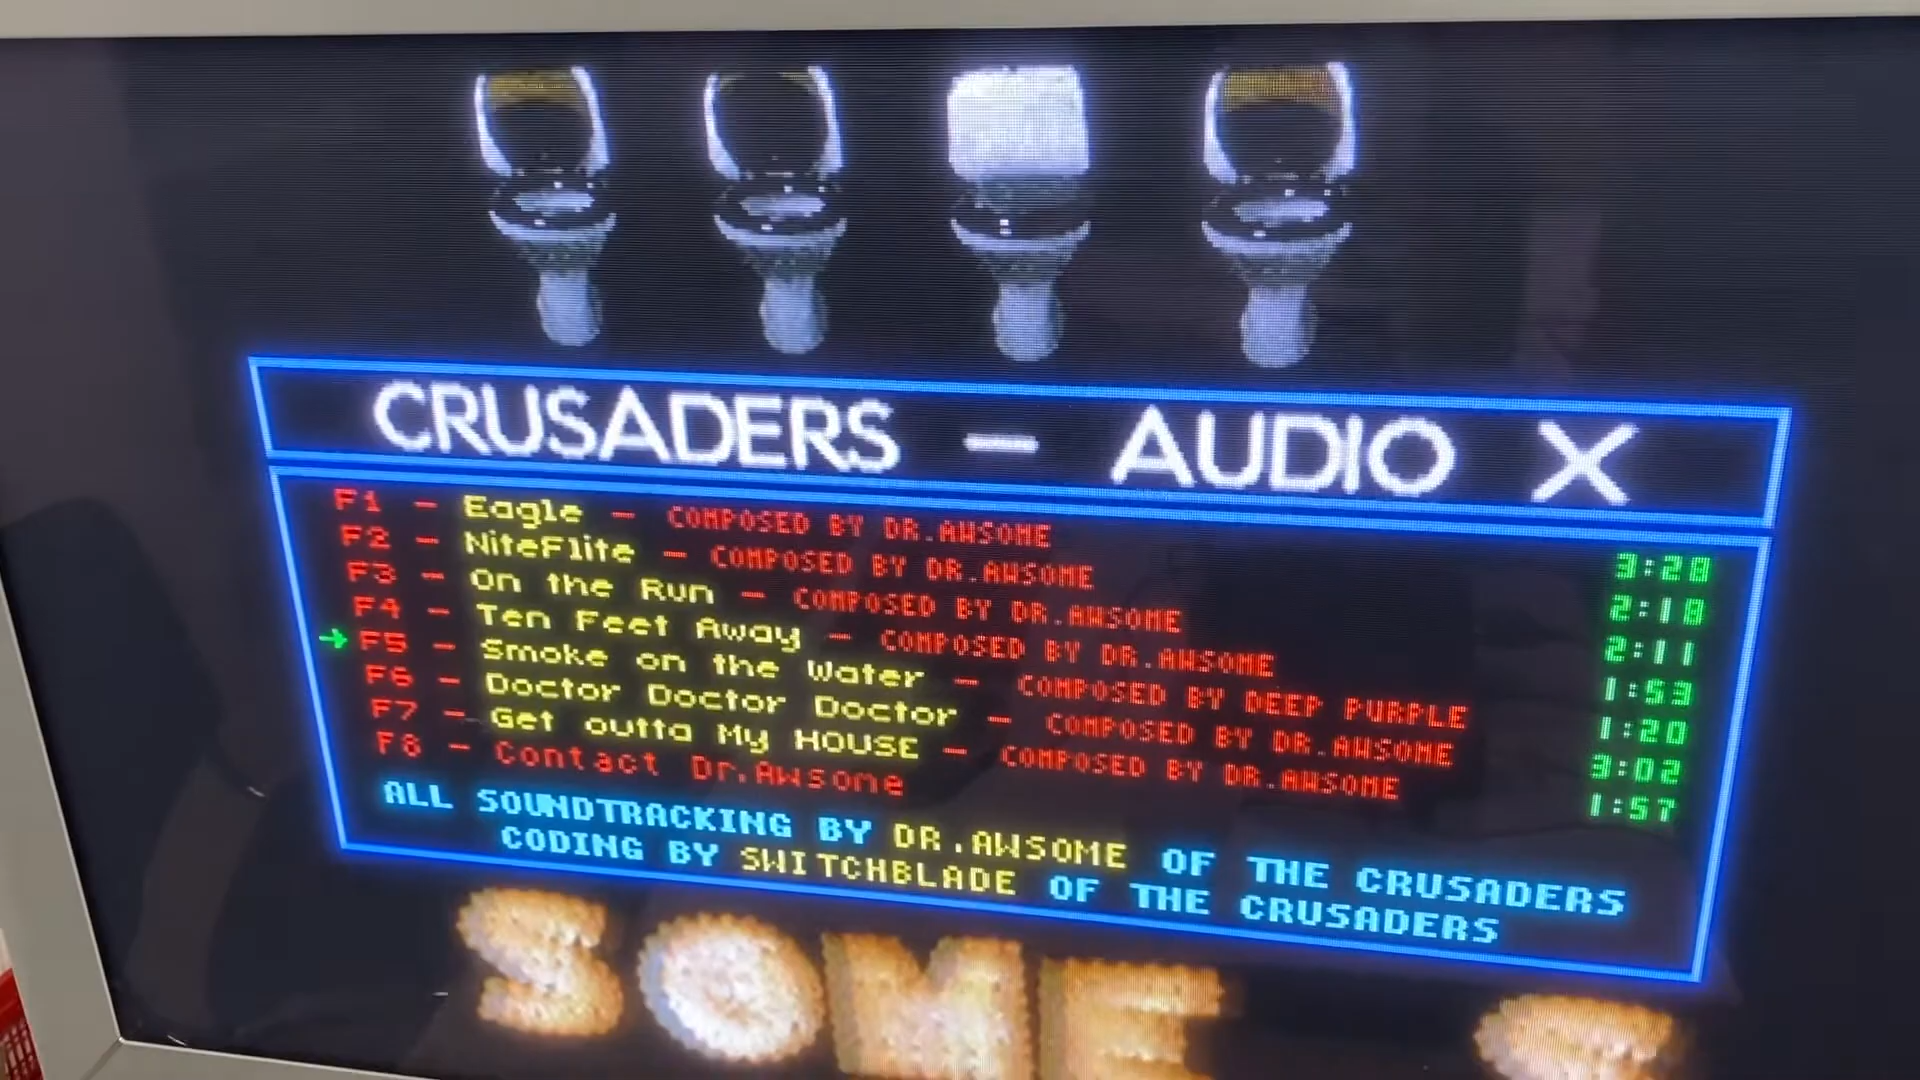 CRUSADERS - AUDIO X
F1 - Eagle - COMPOSED BY DR.AWSOME 3:28
F2 - NiteFlite - COMPOSED BY DR.AWSOME 2:18
F3 - On the Run - COMPOSED BY DR.AWSOME 2:11
F4 - Ten Feet Away - COMPOSED BY DR.AWSOME 1:53
→ F5 - Smoke on the Water - COMPOSED BY DEEP PURPLE 1:20
F6 - Doctor Doctor Doctor - COMPOSED BY DR.AWSOME 3:02
F7 - Get outta My HOUSE - COMPOSED BY DR.AWSOME 1:57
F8 - Contact Dr.Awsome
ALL SOUNDTRACKING BY DR.AWSOME OF THE CRUSADERS
CODING BY SWITCHBLADE OF THE CRUSADERS
SOME